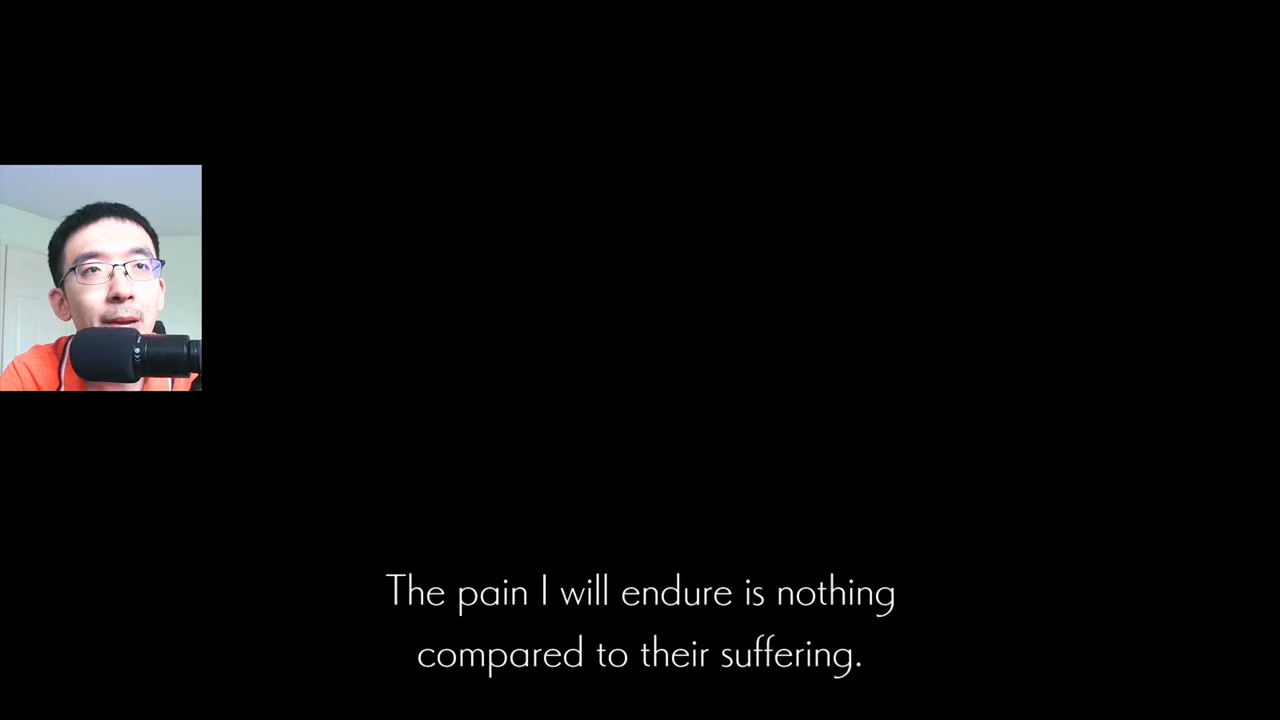 The pain I will endure is nothing
compared to their suffering.